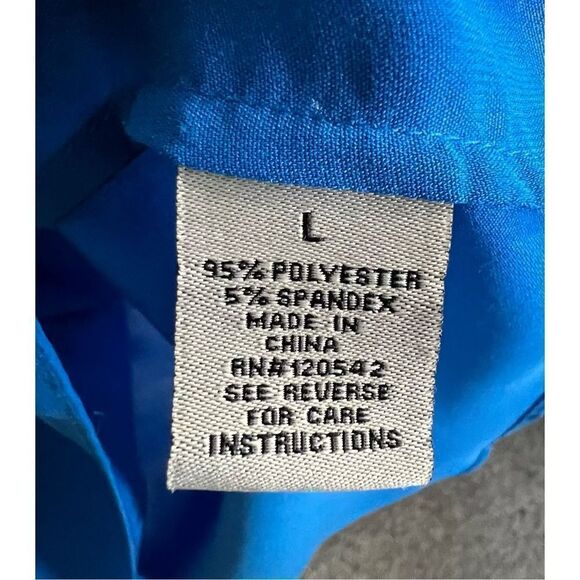 L
95% POLYESTER
5% SPANDEX
MADE IN
CHINA
RN#120542
SEE REVERSE
FOR CARE
INSTRUCTIONS